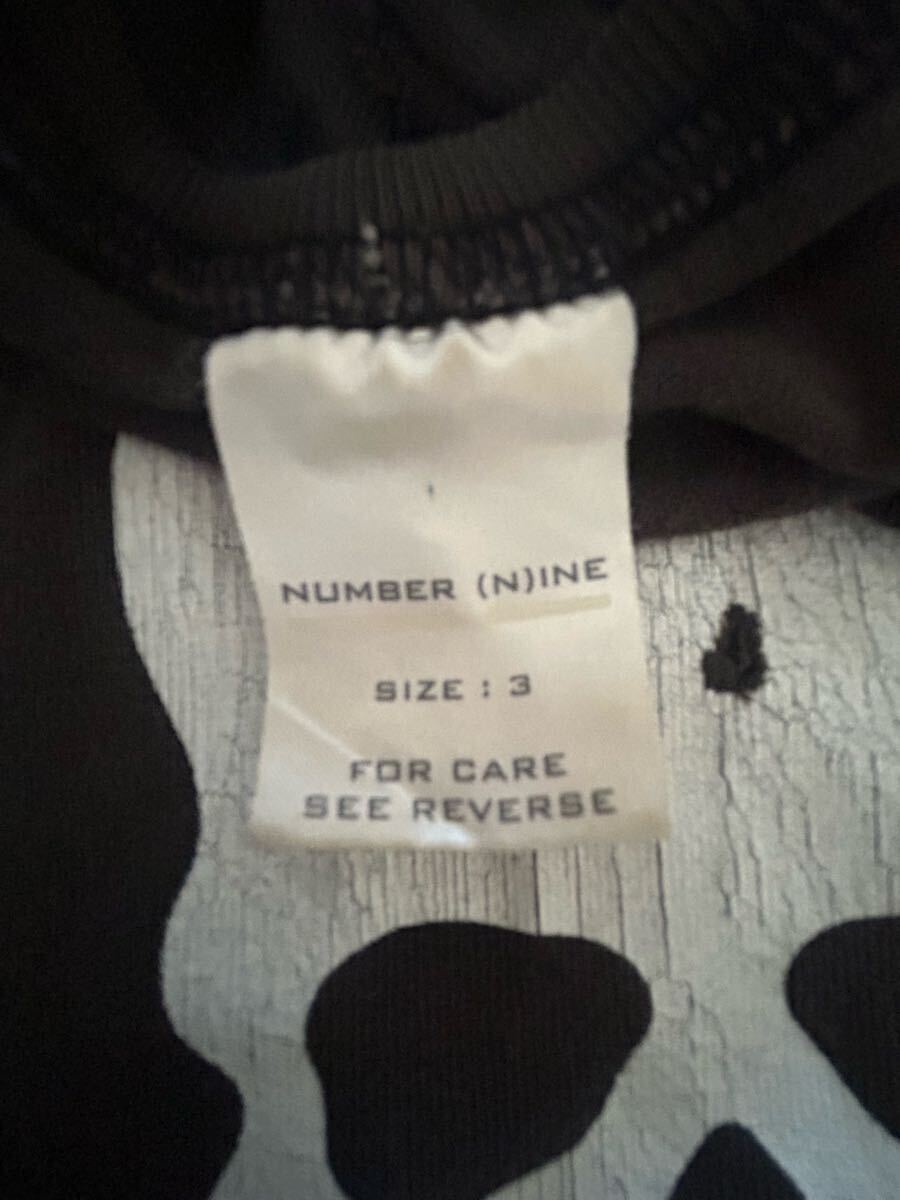 NUMBER (N)INE
SIZE : 3
FOR CARE
SEE REVERSE